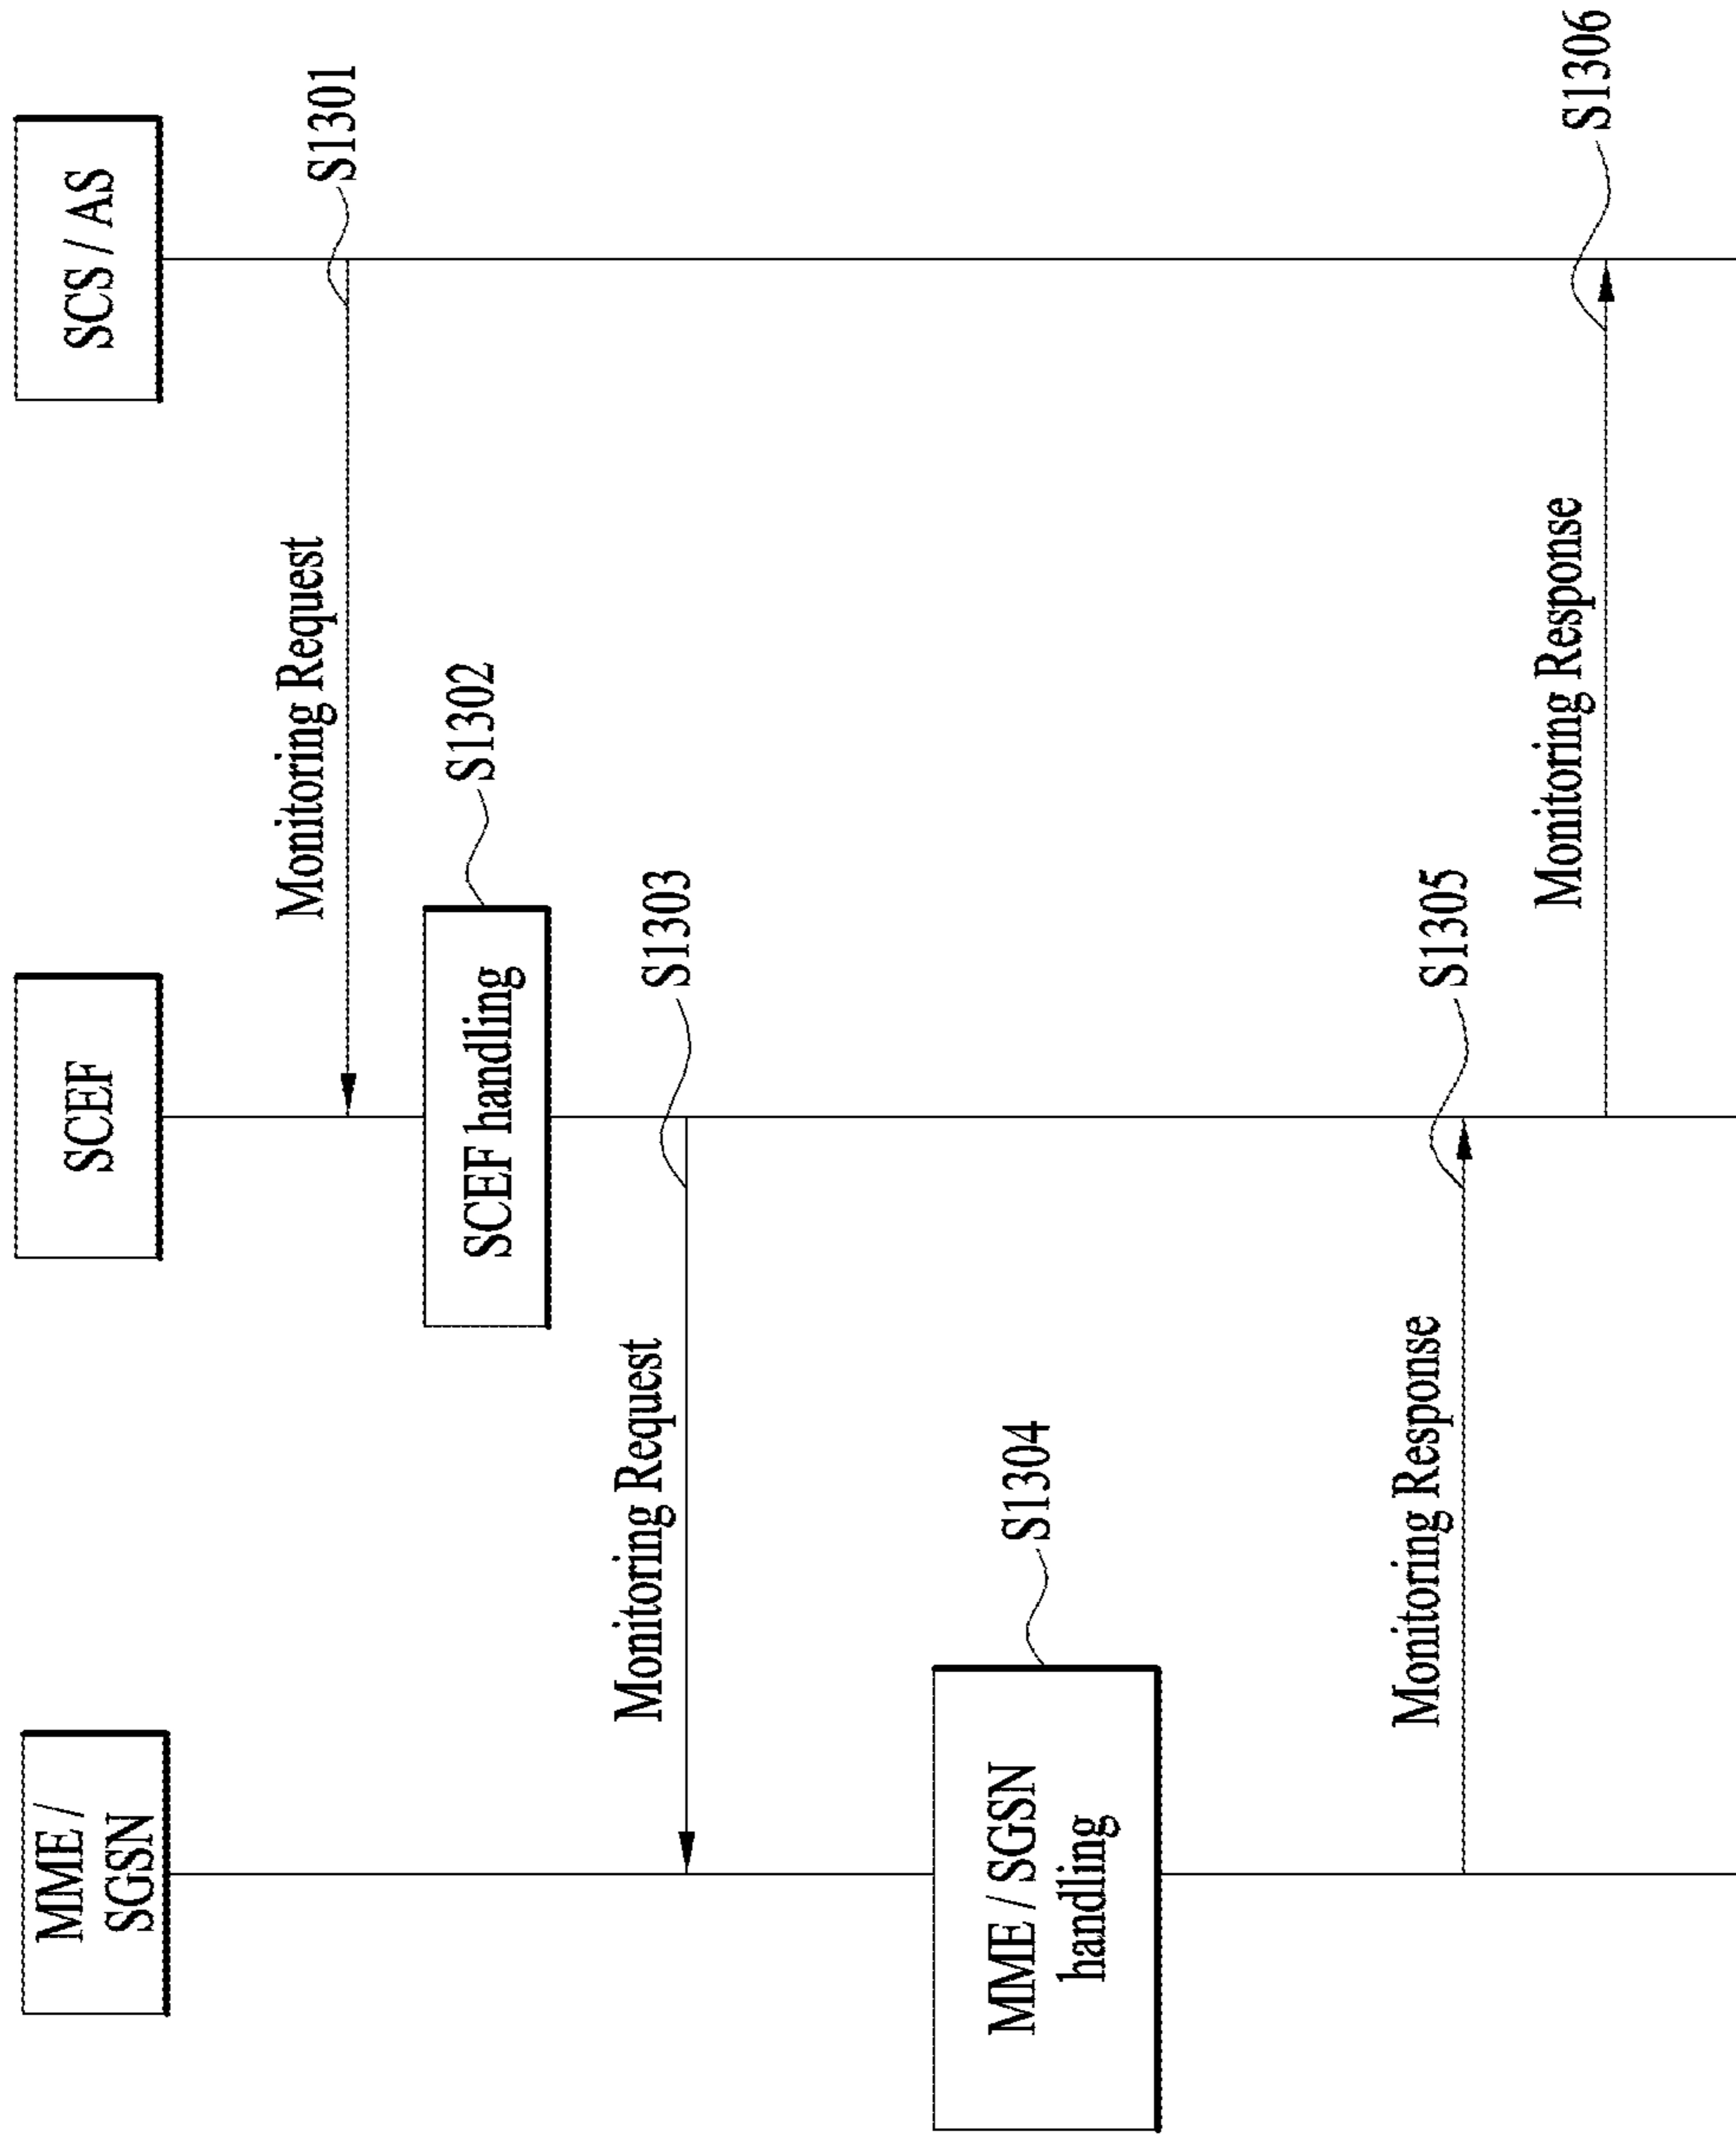 MME /
SGSN
SCEF
SCS / AS
Monitoring Request
S1301
SCEF handling
S1302
Monitoring Request
S1303
MME / SGSN
handling
S1304
Monitoring Response
S1305
Monitoring Response
S1306